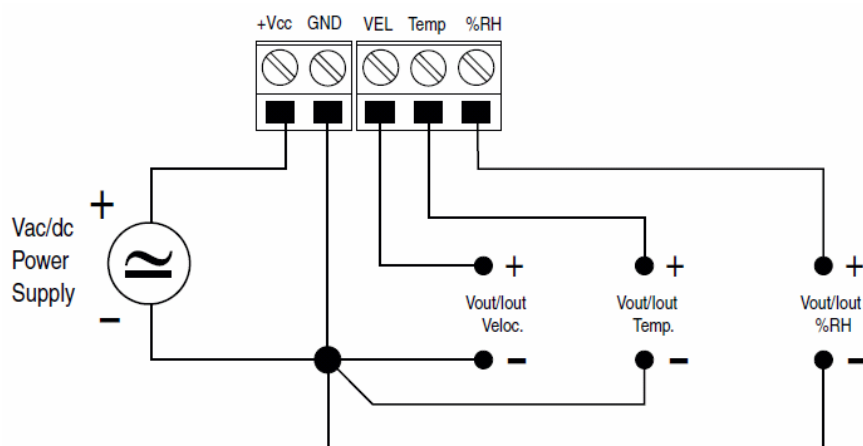 +Vcc GND VEL Temp %RH
+
Vac/dc
Power
Supply
-
+ + +
Vout/Iout Vout/Iout Vout/Iout
Veloc. Temp. %RH
- - -